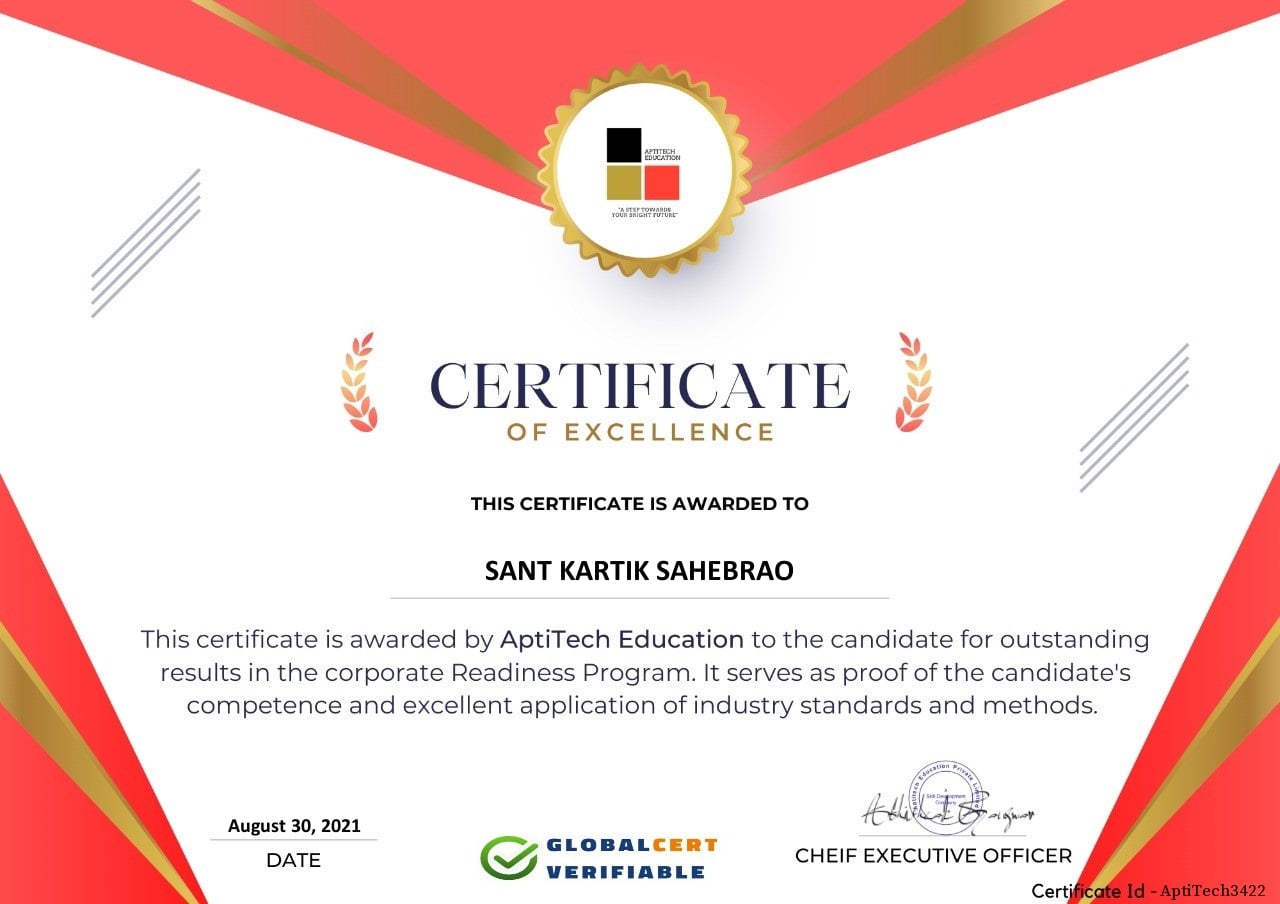 APTITECH
EDUCATION
"A STEP TOWARDS
YOUR BRIGHT FUTURE"
CERTIFICATE
OF EXCELLENCE
THIS CERTIFICATE IS AWARDED TO
SANT KARTIK SAHEBRAO
This certificate is awarded by AptiTech Education to the candidate for outstanding
results in the corporate Readiness Program. It serves as proof of the candidate's
competence and excellent application of industry standards and methods.
Aptitech Education Private Limited
A
Skill Development
Company
August 30, 2021
DATE
GLOBALCERT
VERIFIABLE
CHEIF EXECUTIVE OFFICER
Certificate Id - AptiTech3422